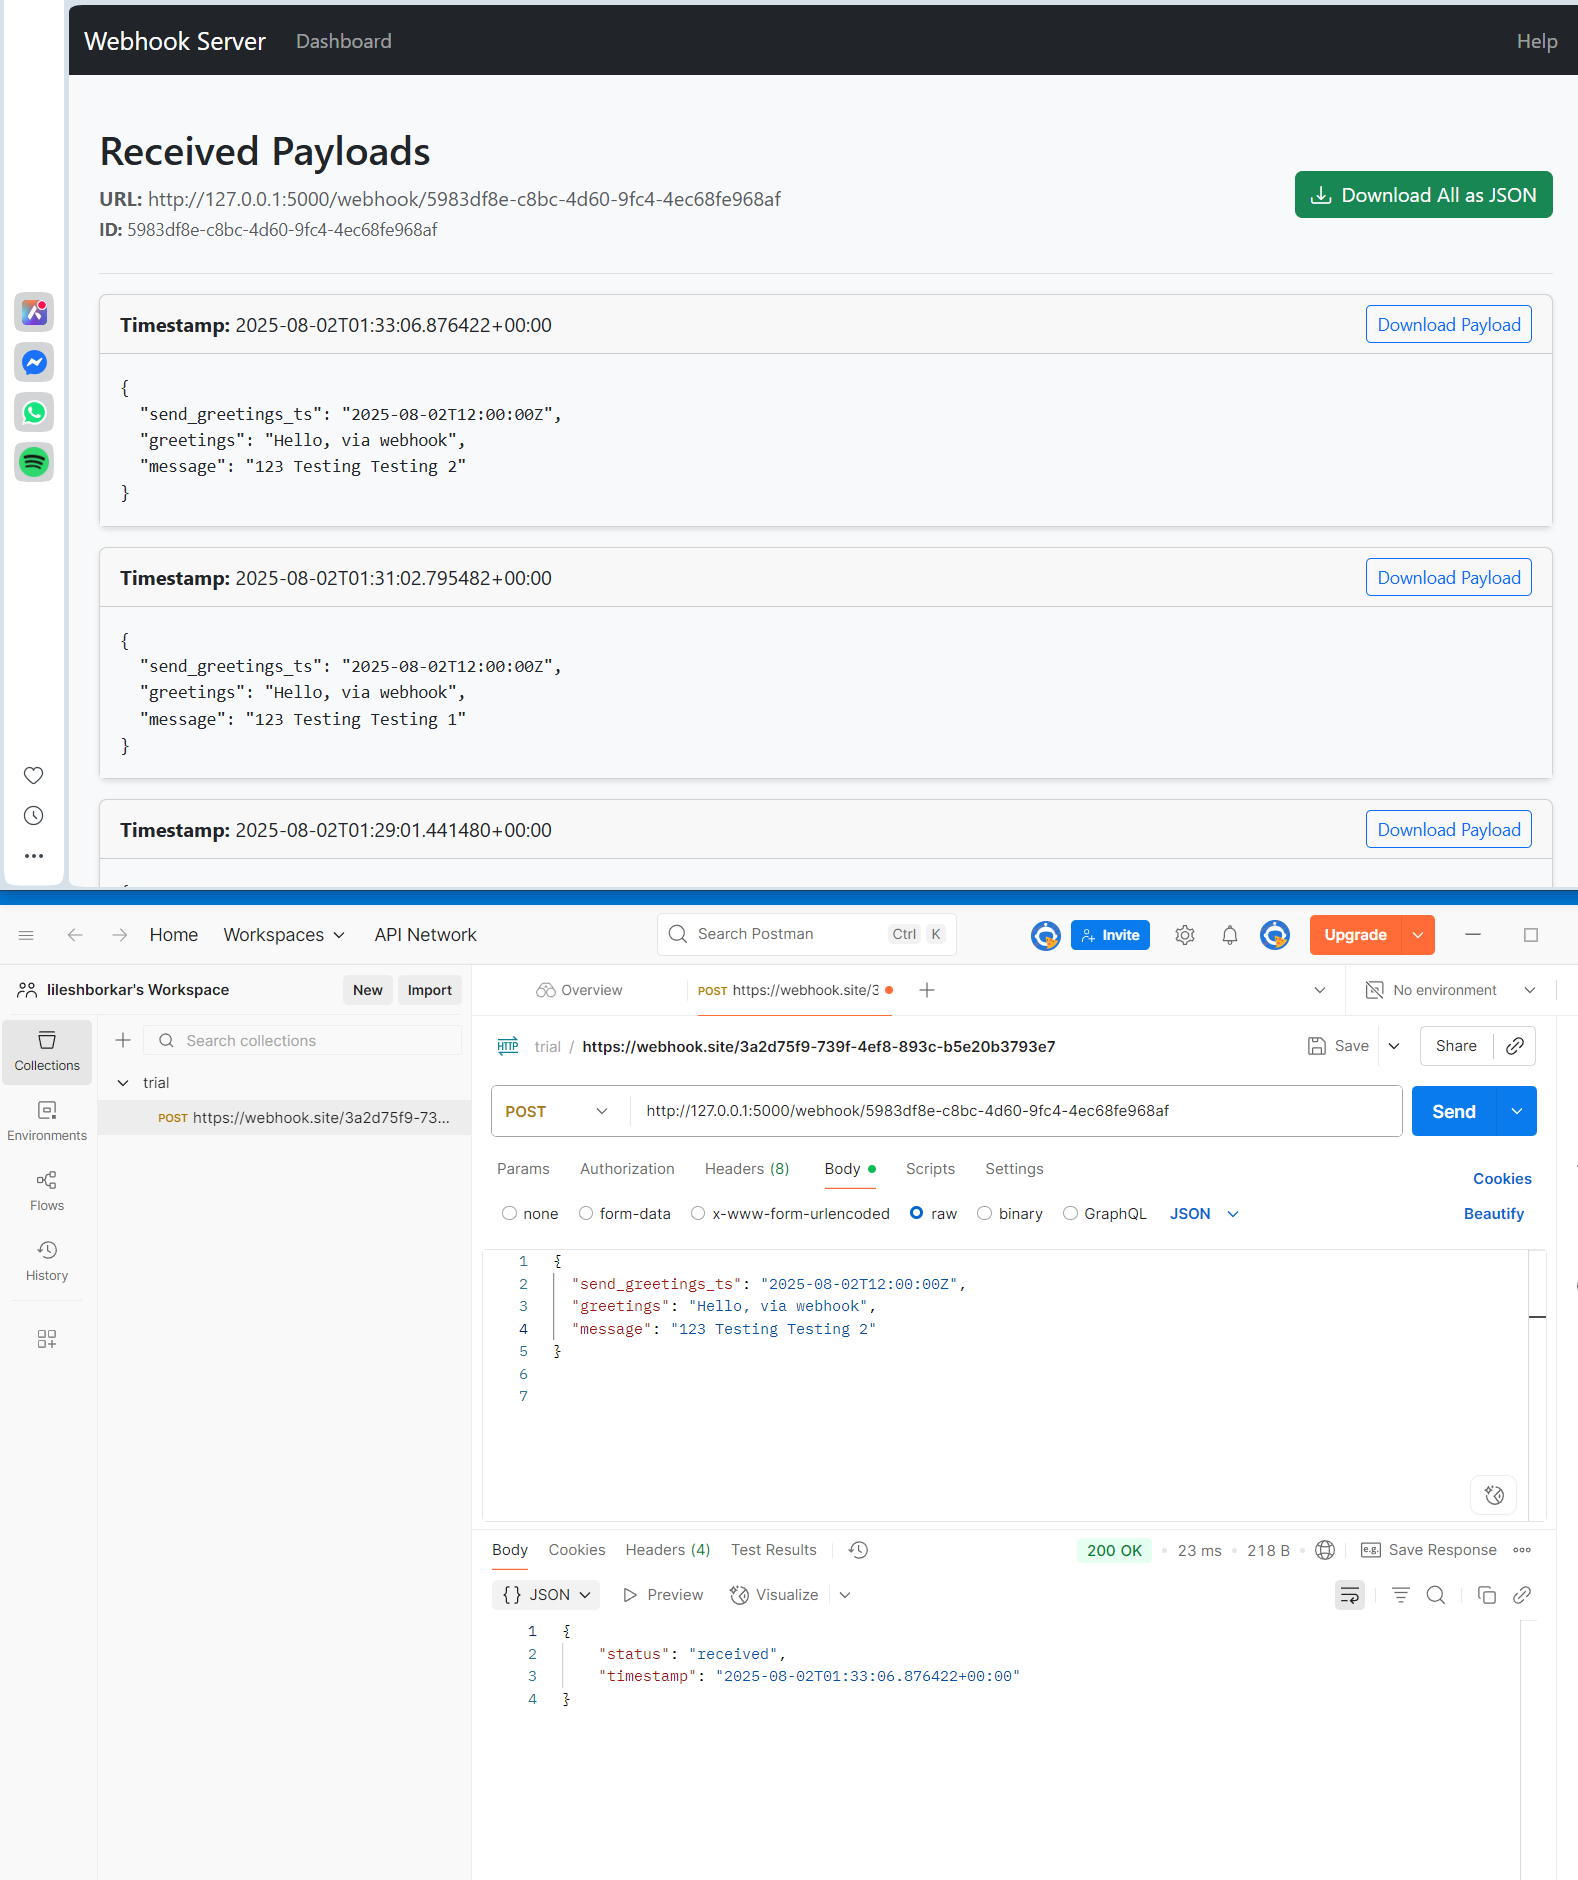 Webhook Server Dashboard Help
Received Payloads
URL: http://127.0.0.1:5000/webhook/5983df8e-c8bc-4d60-9fc4-4ec68fe968af
ID: 5983df8e-c8bc-4d60-9fc4-4ec68fe968af
Download All as JSON
Timestamp: 2025-08-02T01:33:06.876422+00:00 Download Payload
{
"send_greetings_ts": "2025-08-02T12:00:00Z",
"greetings": "Hello, via webhook",
"message": "123 Testing Testing 2"
}
Timestamp: 2025-08-02T01:31:02.795482+00:00 Download Payload
{
"send_greetings_ts": "2025-08-02T12:00:00Z",
"greetings": "Hello, via webhook",
"message": "123 Testing Testing 1"
}
Timestamp: 2025-08-02T01:29:01.441480+00:00 Download Payload
Home Workspaces API Network Search Postman Ctrl K Invite Upgrade
lileshborkar's Workspace New Import
Overview POST https://webhook.site/3 No environment
Collections
Environments
Flows
History
Search collections
trial
POST https://webhook.site/3a2d75f9-73...
HTTP trial / https://webhook.site/3a2d75f9-739f-4ef8-893c-b5e20b3793e7 Save Share
POST http://127.0.0.1:5000/webhook/5983df8e-c8bc-4d60-9fc4-4ec68fe968af Send
Params Authorization Headers (8) Body Scripts Settings Cookies
none form-data x-www-form-urlencoded raw binary GraphQL JSON Beautify
1 {
2 "send_greetings_ts": "2025-08-02T12:00:00Z",
3 "greetings": "Hello, via webhook",
4 "message": "123 Testing Testing 2"
5 }
6
7
Body Cookies Headers (4) Test Results 200 OK 23 ms 218 B e.g. Save Response
{} JSON Preview Visualize
1 {
2 "status": "received",
3 "timestamp": "2025-08-02T01:33:06.876422+00:00"
4 }